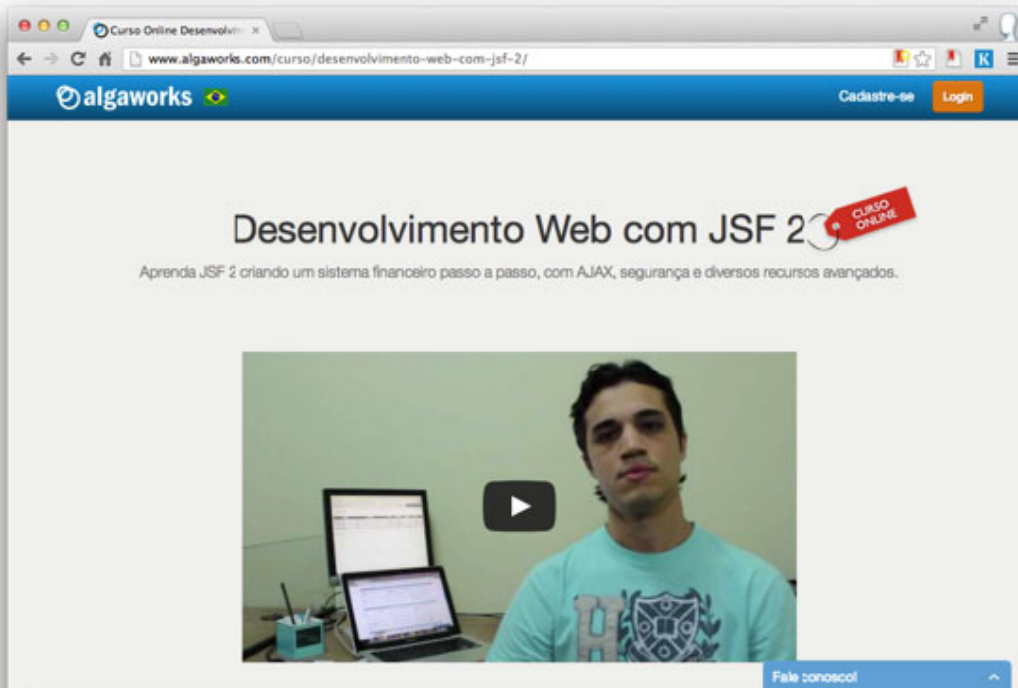 Curso Online Desenvolvim
www.algaworks.com/curso/desenvolvimento-web-com-jsf-2/
K
algaworks
Cadastre-se
Login
Desenvolvimento Web com JSF 2
CURSO
ONLINE
Aprenda JSF 2 criando um sistema financeiro passo a passo, com AJAX, segurança e diversos recursos avançados.
H
Fale conosco!